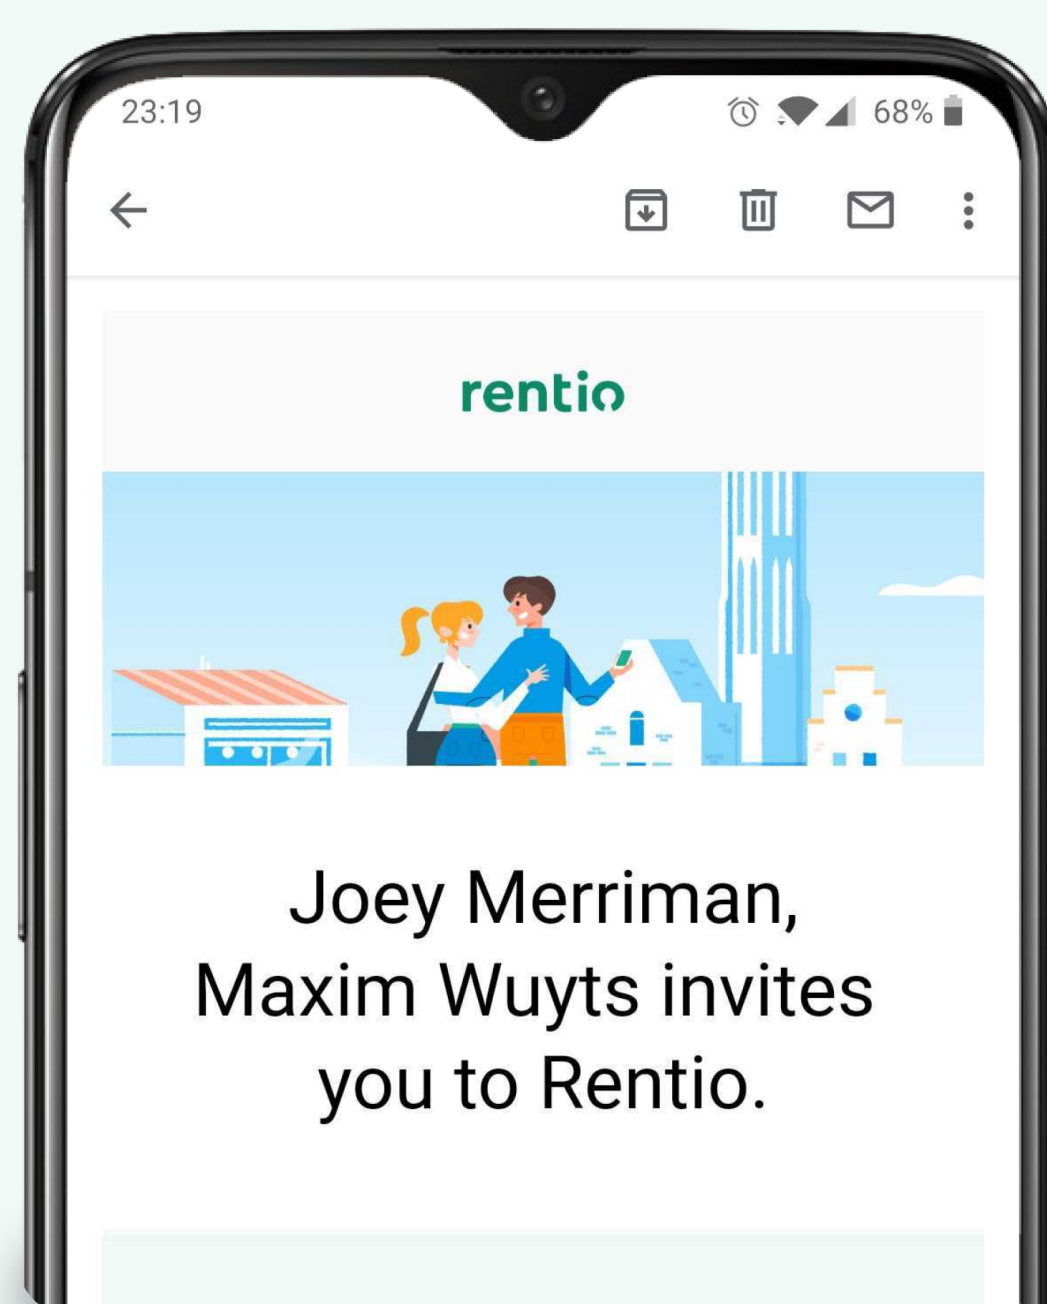 23:19
68%
rentio
Joey Merriman,
Maxim Wuyts invites
you to Rentio.